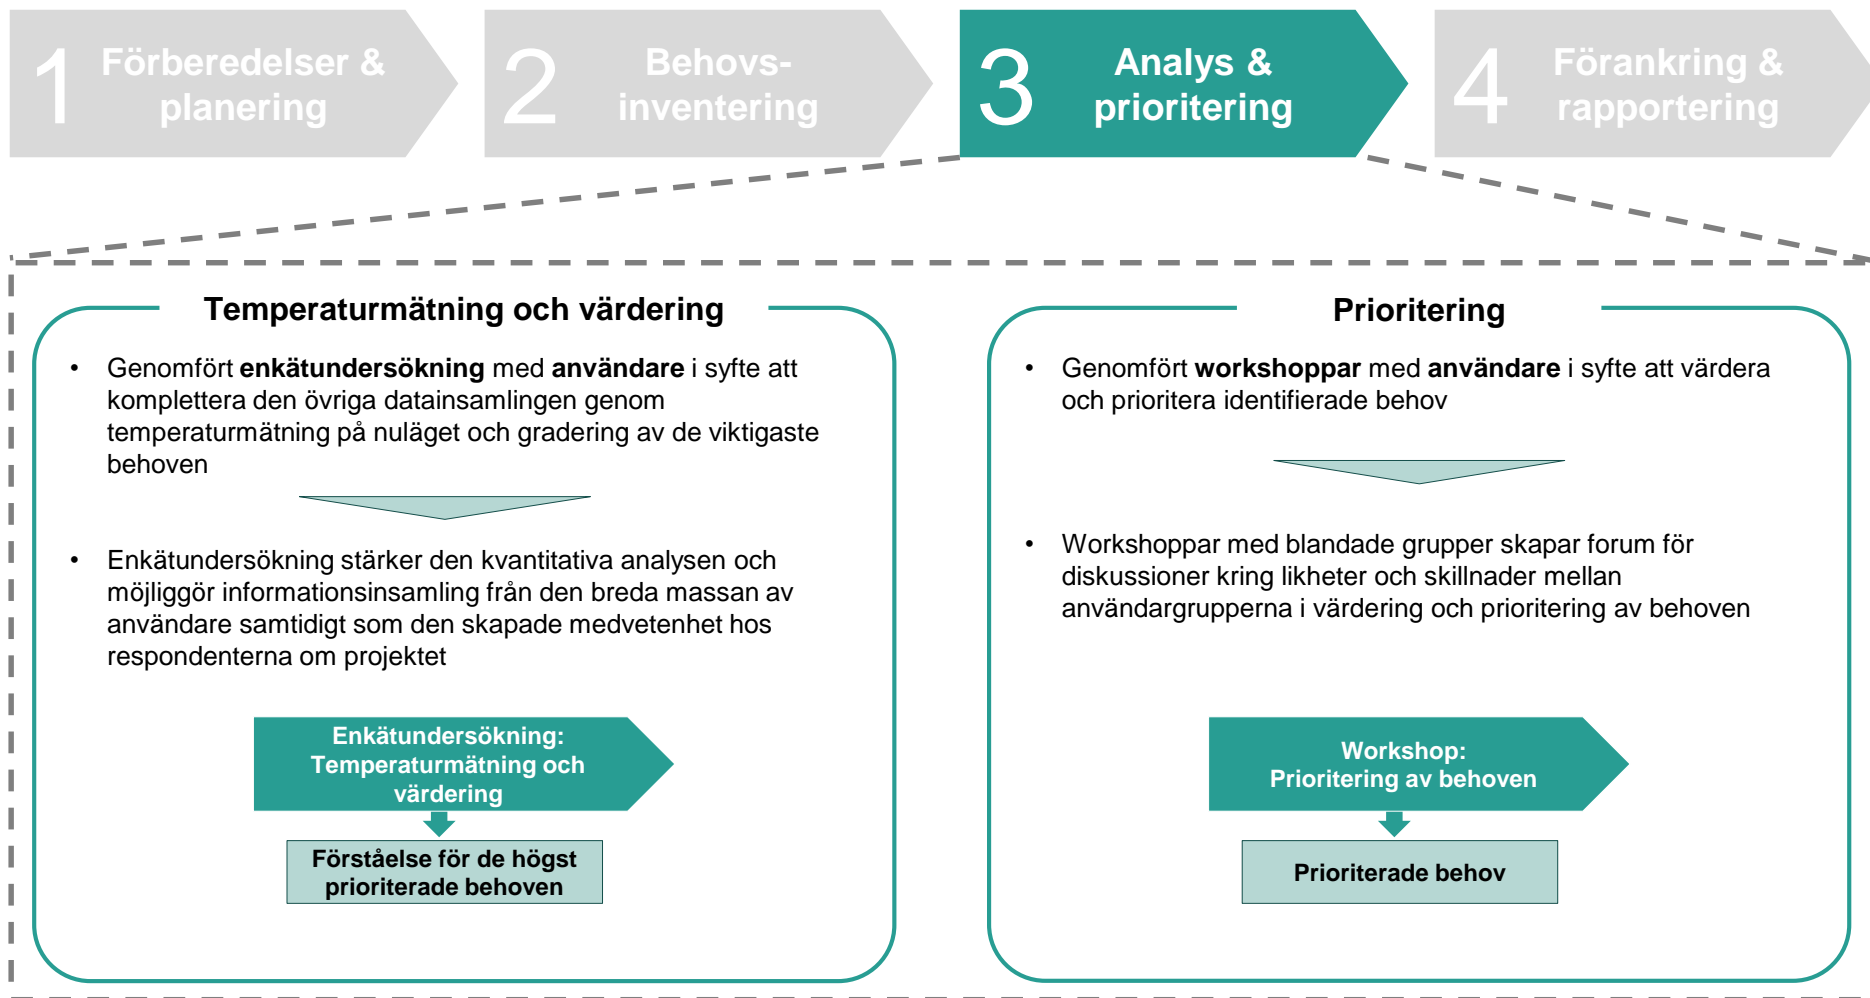 1
Förberedelser &
planering
2
Behovs-
inventering
3
Analys &
prioritering
4
Förankring &
rapportering
Temperaturmätning och värdering
• Genomfört enkätundersökning med användare i syfte att
komplettera den övriga datainsamlingen genom
temperaturmätning på nuläget och gradering av de viktigaste
behoven
• Enkätundersökning stärker den kvantitativa analysen och
möjliggör informationsinsamling från den breda massan av
användare samtidigt som den skapade medvetenhet hos
respondenterna om projektet
Enkätundersökning:
Temperaturmätning och
värdering
Förståelse för de högst
prioriterade behoven
Prioritering
• Genomfört workshoppar med användare i syfte att värdera
och prioritera identifierade behov
• Workshoppar med blandade grupper skapar forum för
diskussioner kring likheter och skillnader mellan
användargrupperna i värdering och prioritering av behoven
Workshop:
Prioritering av behoven
Prioriterade behov